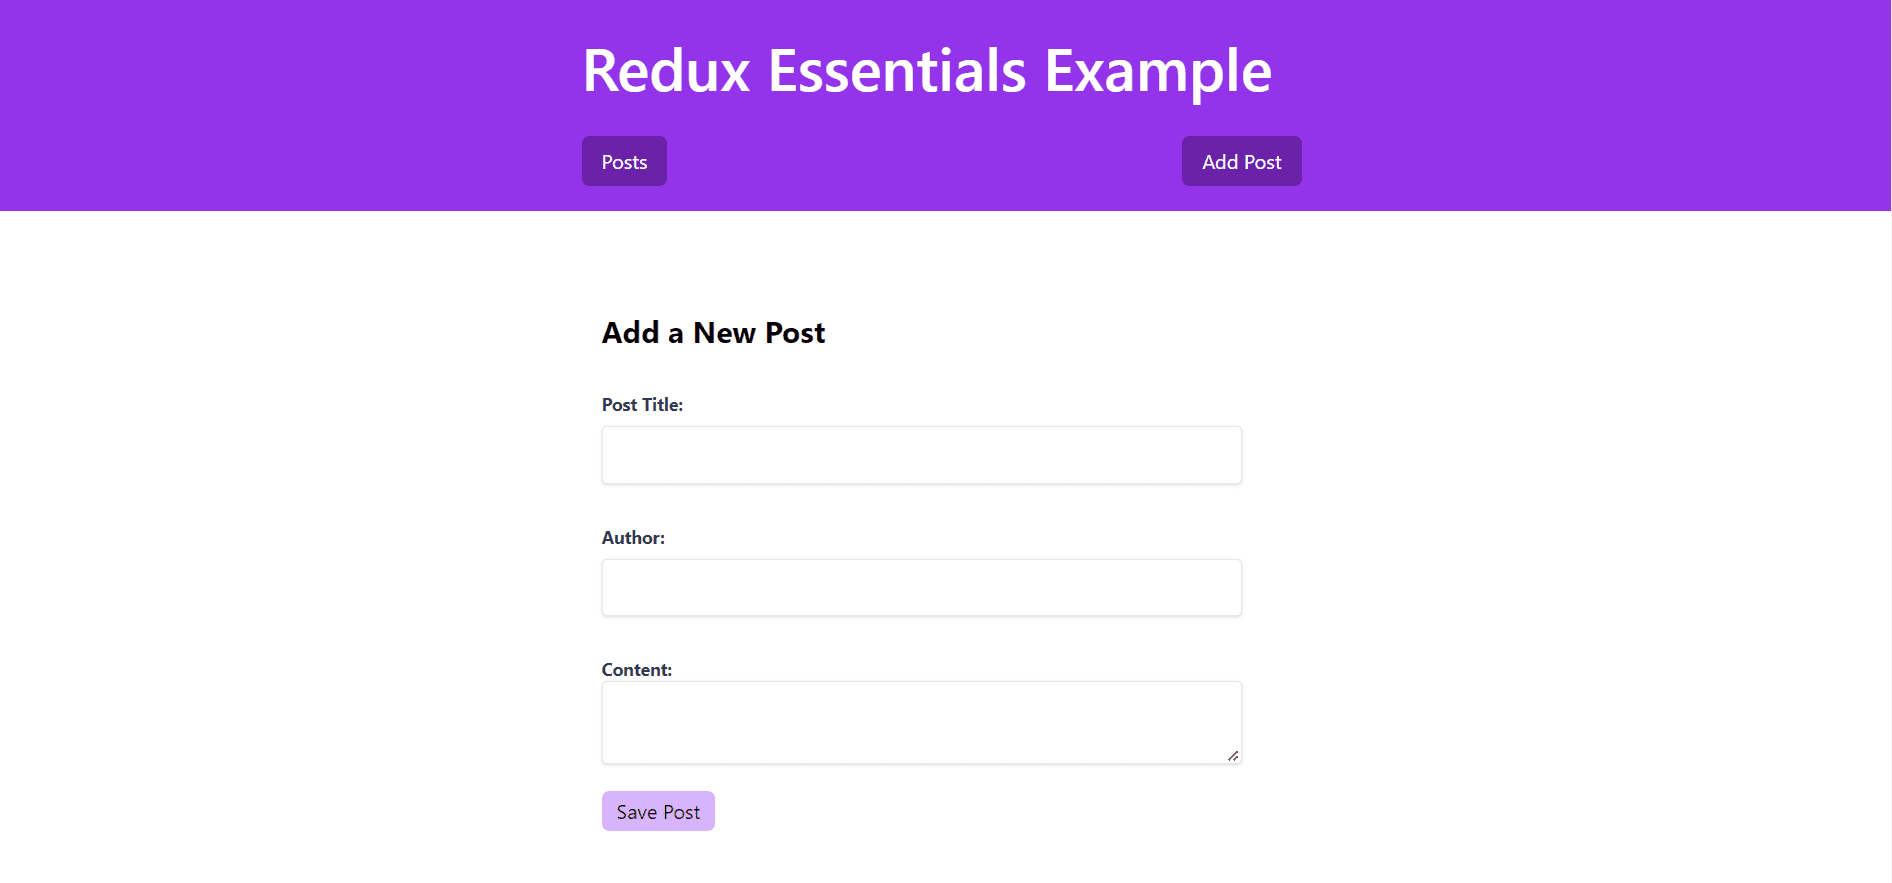 Redux Essentials Example
Posts
Add Post
Add a New Post
Post Title:
Author:
Content:
Save Post